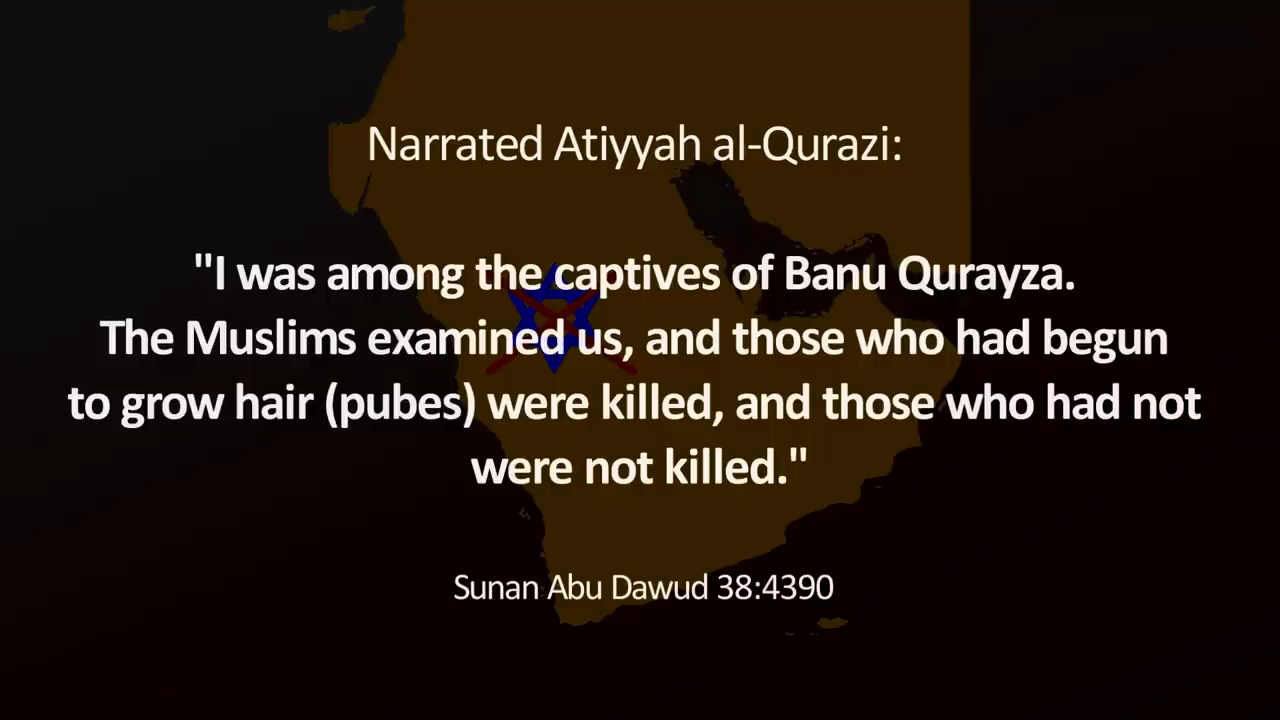 Narrated Atiyyah al-Qurazi:
"I was among the captives of Banu Qurayza.
The Muslims examined us, and those who had begun
to grow hair (pubes) were killed, and those who had not
were not killed."
Sunan Abu Dawud 38:4390